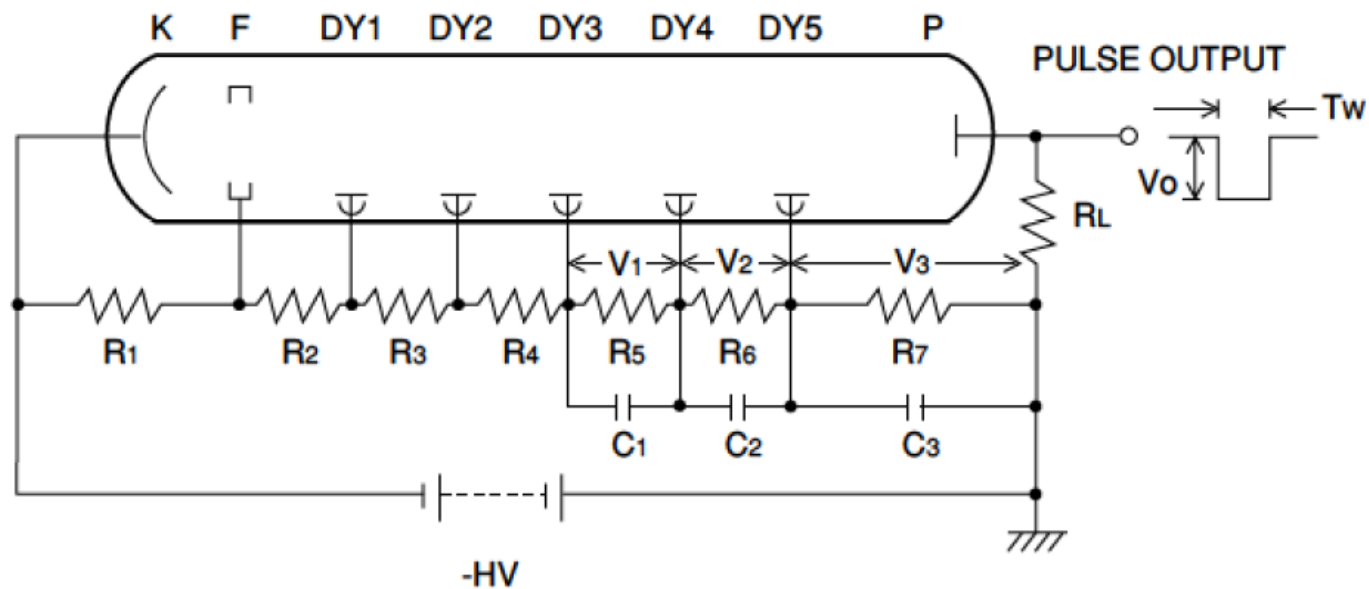 K F DY1 DY2 DY3 DY4 DY5 P
PULSE OUTPUT
TW
Vo
RL
V1 V2 V3
R1 R2 R3 R4 R5 R6 R7
C1 C2 C3
-HV